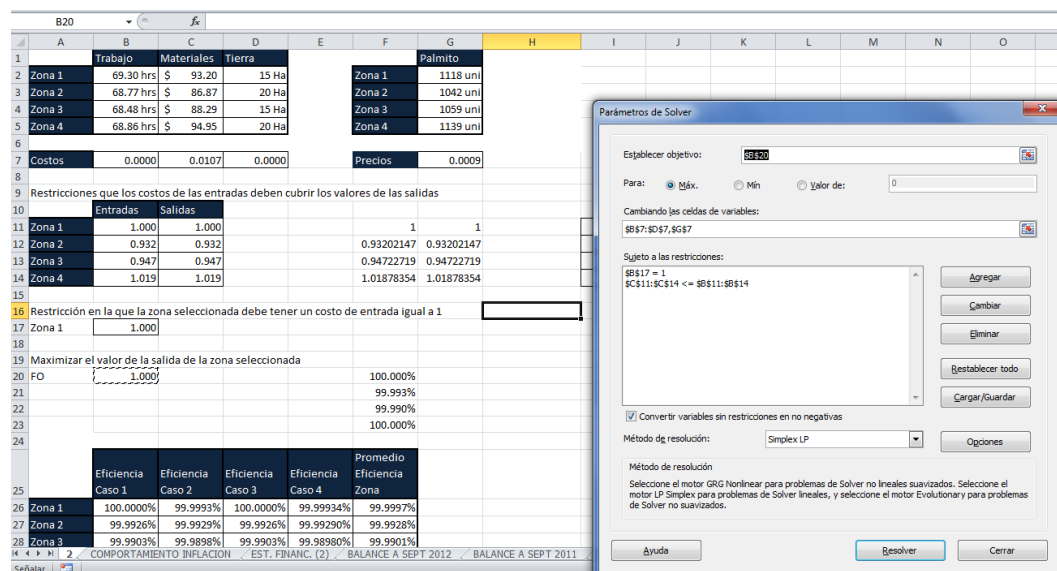 B20 fx
A B C D E F G H I J K L M N O
1 Trabajo Materiales Tierra Palmito
2 Zona 1 69.30 hrs $ 93.20 15 Ha Zona 1 1118 uni
3 Zona 2 68.77 hrs $ 86.87 20 Ha Zona 2 1042 uni
4 Zona 3 68.48 hrs $ 88.29 15 Ha Zona 3 1059 uni
5 Zona 4 68.86 hrs $ 94.95 20 Ha Zona 4 1139 uni
6
7 Costos 0.0000 0.0107 0.0000 Precios 0.0009
8
9 Restricciones que los costos de las entradas deben cubrir los valores de las salidas
10 Entradas Salidas
11 Zona 1 1.000 1.000 1 1
12 Zona 2 0.932 0.932 0.93202147 0.93202147
13 Zona 3 0.947 0.947 0.94722719 0.94722719
14 Zona 4 1.019 1.019 1.01878354 1.01878354
15
16 Restricción en la que la zona seleccionada debe tener un costo de entrada igual a 1
17 Zona 1 1.000
18
19 Maximizar el valor de la salida de la zona seleccionada
20 FO 1.000 100.000%
21 99.993%
22 99.990%
23 100.000%
24
Promedio
Eficiencia Eficiencia Eficiencia Eficiencia Eficiencia
25 Caso 1 Caso 2 Caso 3 Caso 4 Zona
26 Zona 1 100.0000% 99.9993% 100.0000% 99.99934% 99.9997%
27 Zona 2 99.9926% 99.9929% 99.9926% 99.99290% 99.9928%
28 Zona 3 99.9903% 99.9898% 99.9903% 99.98980% 99.9901%
2 COMPORTAMIENTO INFLACION EST. FINANC. (2) BALANCE A SEPT 2012 BALANCE A SEPT 2011
Señalar
Parámetros de Solver
Establecer objetivo: $B$20
Para: Máx. Mín Valor de: 0
Cambiando las celdas de variables:
$B$7:$D$7,$G$7
Sujeto a las restricciones:
$B$17 = 1
$C$11:$C$14 <= $B$11:$B$14
Agregar
Cambiar
Eliminar
Restablecer todo
Cargar/Guardar
Convertir variables sin restricciones en no negativas
Método de resolución: Simplex LP Opciones
Método de resolución
Seleccione el motor GRG Nonlinear para problemas de Solver no lineales suavizados. Seleccione el
motor LP Simplex para problemas de Solver lineales, y seleccione el motor Evolutionary para problemas
de Solver no suavizados.
Ayuda Resolver Cerrar